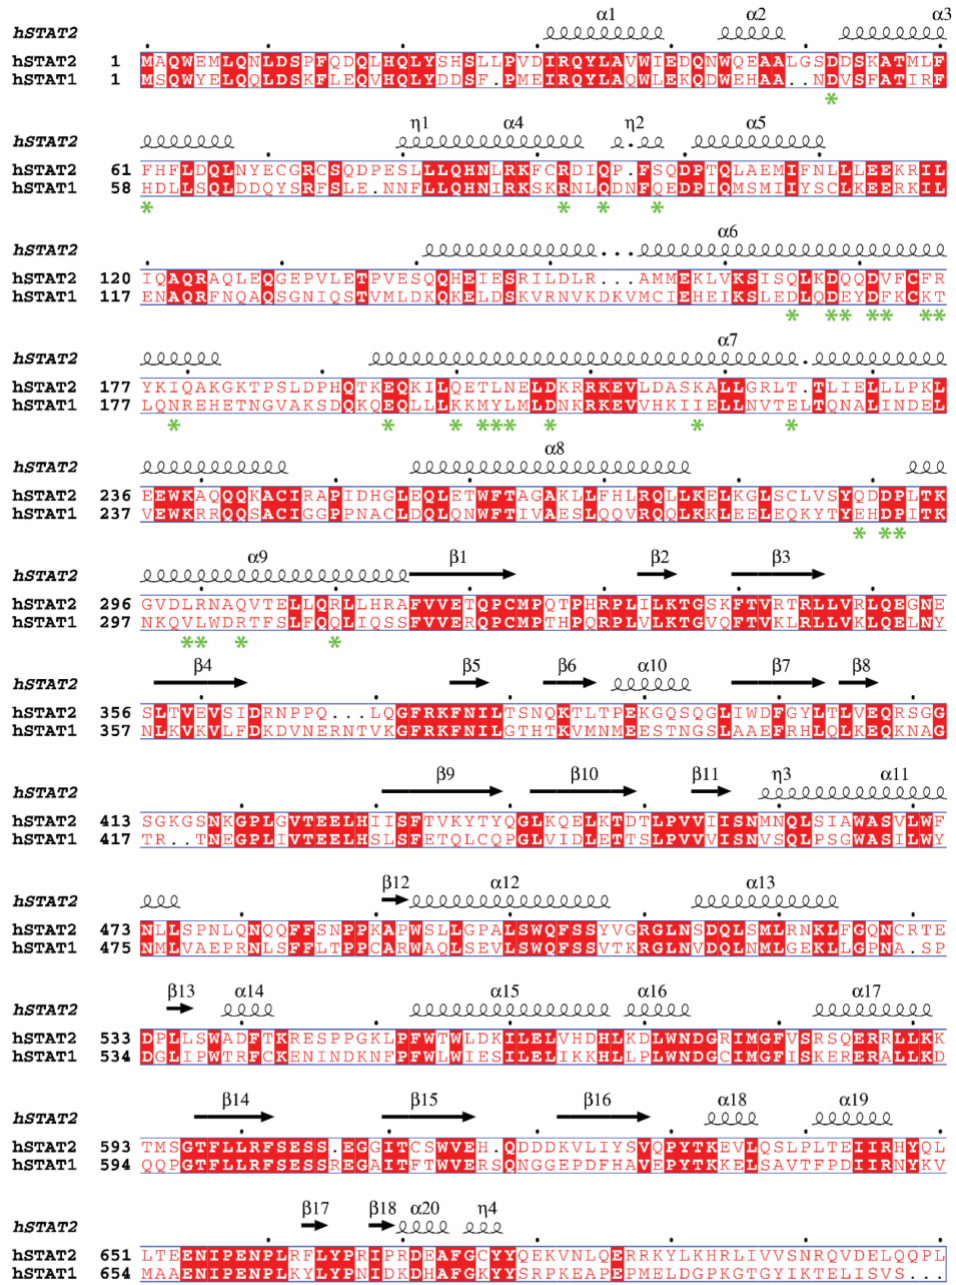 α1 α2 α3
hSTAT2
hSTAT2 1 MAQWEMLQNLDSPFQDQLHQLYSHSLLPVDIRQYLAVWIEDQNWQEAALGSDDSKATMLF
hSTAT1 1 MSQWYELQQLDSKFLEQVHQLYDDSF.PMEIRQYLAQWLEKQDWEHAA..NDVSFATIRF
*
η1 α4 η2 α5
hSTAT2
hSTAT2 61 FHFLDQLNYECGRCSQDPESLLLQHNLRKFCRDIQP.FSQDPTQLAEMIFNLLLEEKRIL
hSTAT1 58 HDLLSQLDDQYSRFSLE.NNFLLQHNIRKSKRNLQDNFQEDPIQMSMIIYSCLKEERKIL
* * * *
α6
hSTAT2 ...
hSTAT2 120 IQAQRAQLEQGEPVLETPVESQQHEIESRILDLR...AMMEKLVKSISQLKDQQDVFCFR
hSTAT1 117 ENAQRFNQAQSGNIQSTVMLDKQKELDSKVRNVKDKVMCIEHEIKSLEDLQDEYDFKCKT
* ** ** **
α7
hSTAT2 .
hSTAT2 177 YKIQAKGKTPSLDPHQTKEQKILQETLNELDKRRKEVLDASKALLGRLT.TLIELLLPKL
hSTAT1 177 LQNREHETNGVAKSDQKQEQLLLKKMYLMLDNKRKEVVHKIIELLNVTELTQNALINDEL
* * * *** * * *
α8
hSTAT2
hSTAT2 236 EEWKAQQQKACIRAPIDHGLEQLETWFTAGAKLLFHLRQLLKELKGLSCLVSYQDDPLTK
hSTAT1 237 VEWKRRQQSACIGGPPNACLDQLQNWFTIVAESLQQVRQQLKKLEELEQKYTYEHDPITK
* **
α9 β1 β2 β3
hSTAT2
hSTAT2 296 GVDLRNAQVTELLQRLLHRAFVVETQPCMPQTPHRPLILKTGSKFTVRTRLLVRLQEGNE
hSTAT1 297 NKQVLWDRTFSLFQQLIQSSFVVERQPCMPTHPQRPLVLKTGVQFTVKLRLLVKLQELNY
** * *
β4 β5 β6 α10 β7 β8
hSTAT2
hSTAT2 356 SLTVEVSIDRNPPQ...LQGFRKFNILTSNQKTLTPEKGQSQGLIWDFGYLTLVEQRSGG
hSTAT1 357 NLKVKVLFDKDVNERNTVKGFRKFNILGTHTKVMNMEESTNGSLAAEFRHLQLKEQKNAG
β9 β10 β11 η3 α11
hSTAT2
hSTAT2 413 SGKGSNKGPLGVTEELHIISFTVKYTYQGLKQELKTDTLPVVIISNMNQLSIAWASVLWF
hSTAT1 417 TR..TNEGPLIVTEELHSLSFETQLCQPGLVIDLETTSLPVVVISNVSQLPSGWASILWY
β12 α12 α13
hSTAT2
hSTAT2 473 NLLSPNLQNQQFFSNPPKAPWSLLGPALSWQFSSYVGRGLNSDQLSMLRNKLFGQNCRTE
hSTAT1 475 NMLVAEPRNLSFFLTPPCARWAQLSEVLSWQFSSVTKRGLNVDQLNMLGEKLLGPNA.SP
β13 α14 α15 α16 α17
hSTAT2
hSTAT2 533 DPLLSWADFTKRESPPGKLPFWTWLDKILELVHDHLKDLWNDGRIMGFVSRSQERRLLKK
hSTAT1 534 DGLIPWTRFCKENINDKNFPFWLWIESILELIKKHLLPLWNDGCIMGFISKERERALLKD
β14 β15 β16 α18 α19
hSTAT2
hSTAT2 593 TMSGTFLLRFSESS.EGGITCSWVEH.QDDDKVLIYSVQPYTKEVLQSLPLTEIIRHYQL
hSTAT1 594 QQPGTFLLRFSESSREGAITFTWVERSQNGGEPDFHAVEPYTKKELSAVTFPDIIRNYKV
β17 β18 α20 η4
hSTAT2
hSTAT2 651 LTEENIPENPLRFLYPRIPRDEAFGCYYQEKVNLQERRKYLKHRLIVVSNRQVDELQQPL
hSTAT1 654 MAAENIPENPLKYLYPNIDKDHAFGKYYSRPKEAPEPMELDGPKGTGYIKTELISVS..